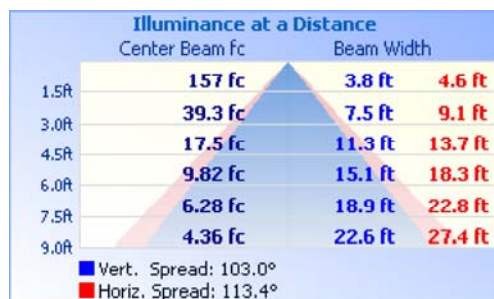 Illuminance at a Distance
Center Beam fc Beam Width
1.5ft 157 fc 3.8 ft 4.6 ft
3.0ft 39.3 fc 7.5 ft 9.1 ft
4.5ft 17.5 fc 11.3 ft 13.7 ft
6.0ft 9.82 fc 15.1 ft 18.3 ft
7.5ft 6.28 fc 18.9 ft 22.8 ft
9.0ft 4.36 fc 22.6 ft 27.4 ft
Vert. Spread: 103.0°
Horiz. Spread: 113.4°